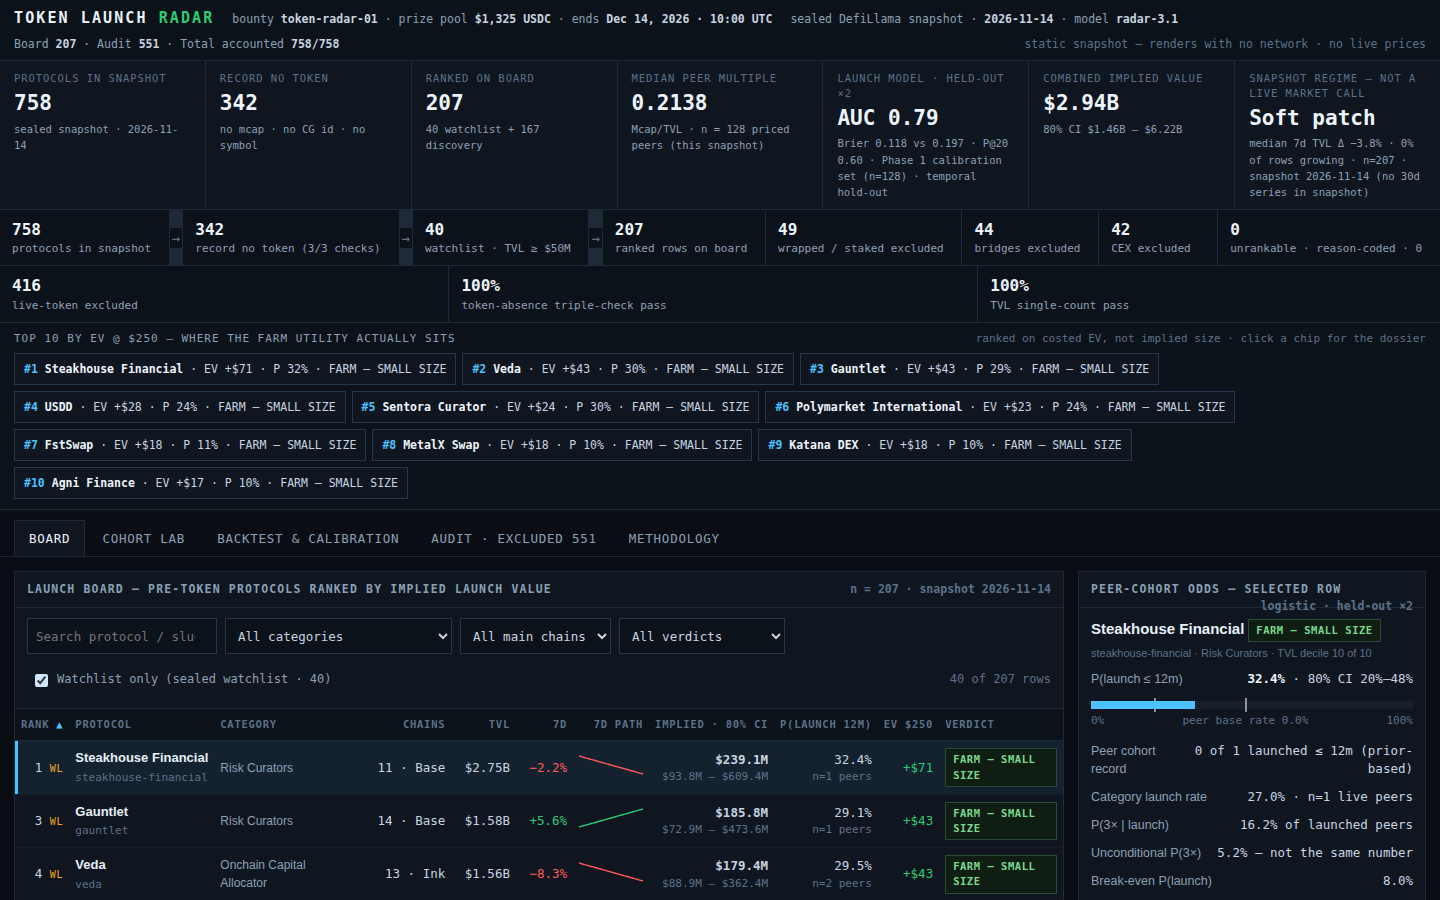 TOKEN LAUNCH RADAR bounty token-radar-01 · prize pool $1,325 USDC · ends Dec 14, 2026 · 10:00 UTC sealed DefiLlama snapshot · 2026-11-14 · model radar-3.1
Board 207 · Audit 551 · Total accounted 758/758 static snapshot — renders with no network · no live prices
PROTOCOLS IN SNAPSHOT
758
sealed snapshot · 2026-11-
14
RECORD NO TOKEN
342
no mcap · no CG id · no
symbol
RANKED ON BOARD
207
40 watchlist + 167
discovery
MEDIAN PEER MULTIPLE
0.2138
Mcap/TVL · n = 128 priced
peers (this snapshot)
LAUNCH MODEL · HELD-OUT
×2
AUC 0.79
Brier 0.118 vs 0.197 · P@20
0.60 · Phase 1 calibration
set (n=128) · temporal
hold-out
COMBINED IMPLIED VALUE
$2.94B
80% CI $1.46B – $6.22B
SNAPSHOT REGIME — NOT A
LIVE MARKET CALL
Soft patch
median 7d TVL Δ −3.8% · 0%
of rows growing · n=207 ·
snapshot 2026-11-14 (no 30d
series in snapshot)
758
protocols in snapshot
→
342
record no token (3/3 checks)
→
40
watchlist · TVL ≥ $50M
→
207
ranked rows on board
49
wrapped / staked excluded
44
bridges excluded
42
CEX excluded
0
unrankable · reason-coded · 0
416
live-token excluded
100%
token-absence triple-check pass
100%
TVL single-count pass
TOP 10 BY EV @ $250 — WHERE THE FARM UTILITY ACTUALLY SITS ranked on costed EV, not implied size · click a chip for the dossier
#1 Steakhouse Financial · EV +$71 · P 32% · FARM — SMALL SIZE #2 Veda · EV +$43 · P 30% · FARM — SMALL SIZE #3 Gauntlet · EV +$43 · P 29% · FARM — SMALL SIZE
#4 USDD · EV +$28 · P 24% · FARM — SMALL SIZE #5 Sentora Curator · EV +$24 · P 30% · FARM — SMALL SIZE #6 Polymarket International · EV +$23 · P 24% · FARM — SMALL SIZE
#7 FstSwap · EV +$18 · P 11% · FARM — SMALL SIZE #8 MetalX Swap · EV +$18 · P 10% · FARM — SMALL SIZE #9 Katana DEX · EV +$18 · P 10% · FARM — SMALL SIZE
#10 Agni Finance · EV +$17 · P 10% · FARM — SMALL SIZE
BOARD COHORT LAB BACKTEST & CALIBRATION AUDIT · EXCLUDED 551 METHODOLOGY
LAUNCH BOARD — PRE-TOKEN PROTOCOLS RANKED BY IMPLIED LAUNCH VALUE n = 207 · snapshot 2026-11-14
Search protocol / slu All categories All main chains All verdicts
Watchlist only (sealed watchlist · 40) 40 of 207 rows
RANK ▲ PROTOCOL CATEGORY CHAINS TVL 7D 7D PATH IMPLIED · 80% CI P(LAUNCH 12M) EV $250 VERDICT
1 WL Steakhouse Financial Risk Curators 11 · Base $2.75B −2.2% $239.1M 32.4% +$71 FARM — SMALL
steakhouse-financial $93.8M – $609.4M n=1 peers SIZE
3 WL Gauntlet Risk Curators 14 · Base $1.58B +5.6% $185.8M 29.1% +$43 FARM — SMALL
gauntlet $72.9M – $473.6M n=1 peers SIZE
4 WL Veda Onchain Capital 13 · Ink $1.56B −8.3% $179.4M 29.5% +$43 FARM — SMALL
veda Allocator $88.9M – $362.4M n=2 peers SIZE
PEER-COHORT ODDS — SELECTED ROW
logistic · held-out ×2
Steakhouse Financial FARM — SMALL SIZE
steakhouse-financial · Risk Curators · TVL decile 10 of 10
P(launch ≤ 12m) 32.4% · 80% CI 20%–48%
0% peer base rate 0.0% 100%
Peer cohort 0 of 1 launched ≤ 12m (prior-
record based)
Category launch rate 27.0% · n=1 live peers
P(3× | launch) 16.2% of launched peers
Unconditional P(3×) 5.2% — not the same number
Break-even P(launch) 8.0%